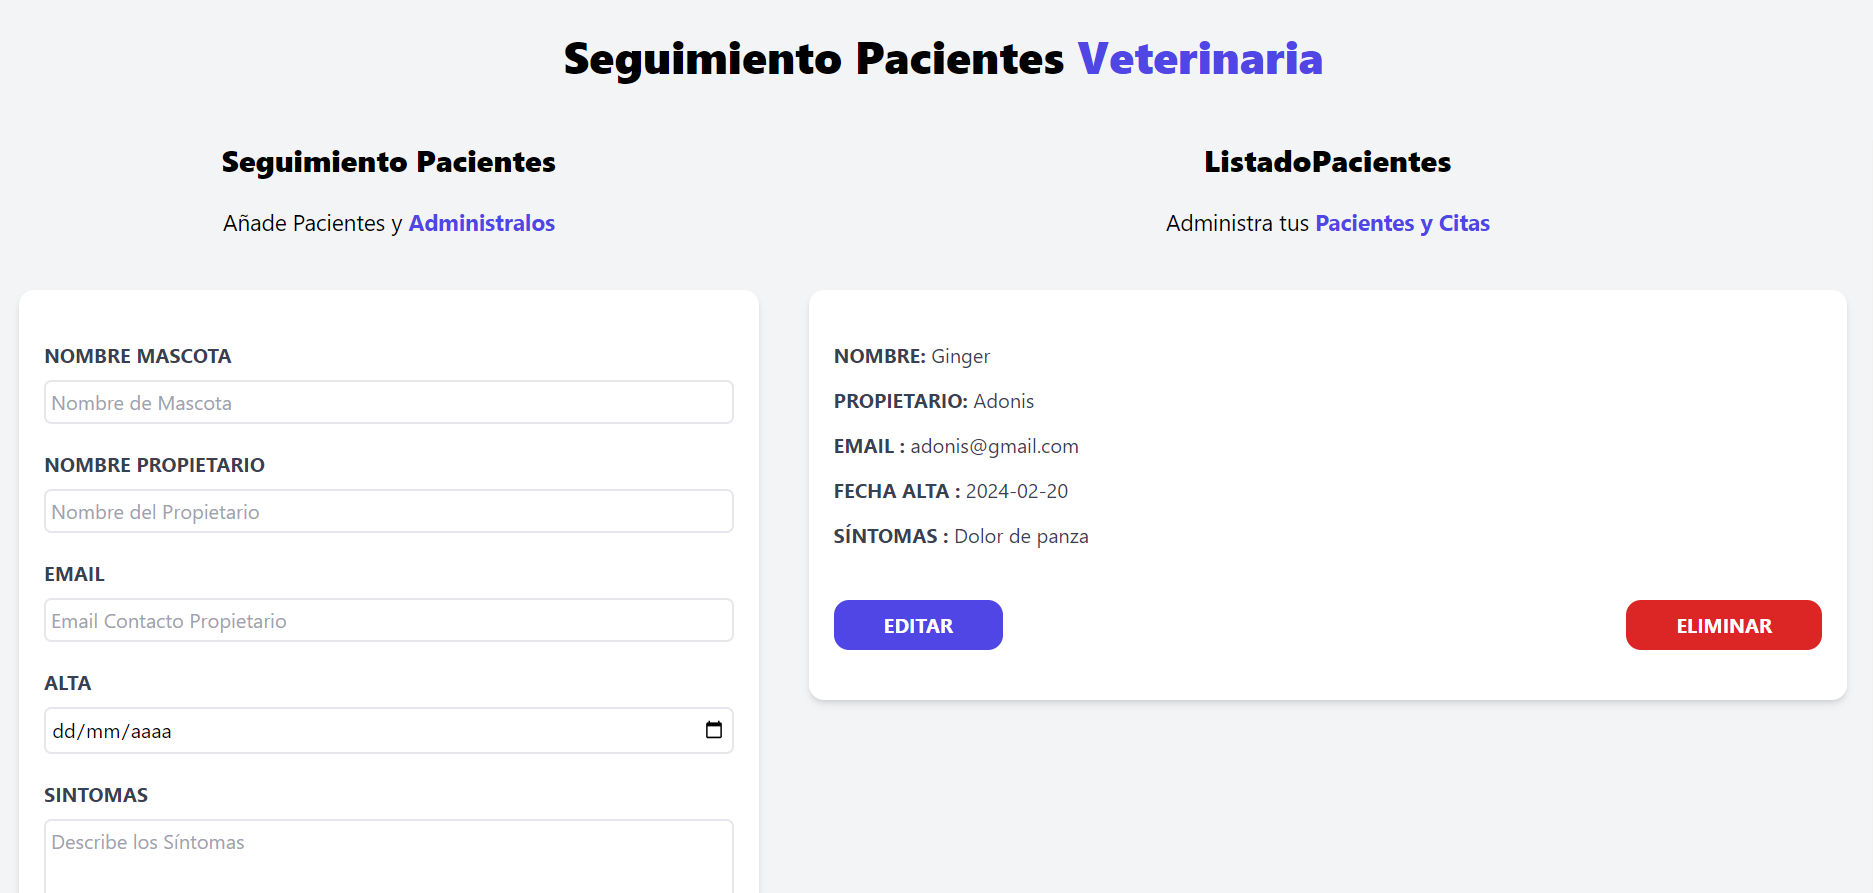 Seguimiento Pacientes Veterinaria
Seguimiento Pacientes
Añade Pacientes y Administralos
NOMBRE MASCOTA
Nombre de Mascota
NOMBRE PROPIETARIO
Nombre del Propietario
EMAIL
Email Contacto Propietario
ALTA
dd/mm/aaaa
SINTOMAS
Describe los Síntomas
ListadoPacientes
Administra tus Pacientes y Citas
NOMBRE: Ginger
PROPIETARIO: Adonis
EMAIL : adonis@gmail.com
FECHA ALTA : 2024-02-20
SÍNTOMAS : Dolor de panza
EDITAR
ELIMINAR